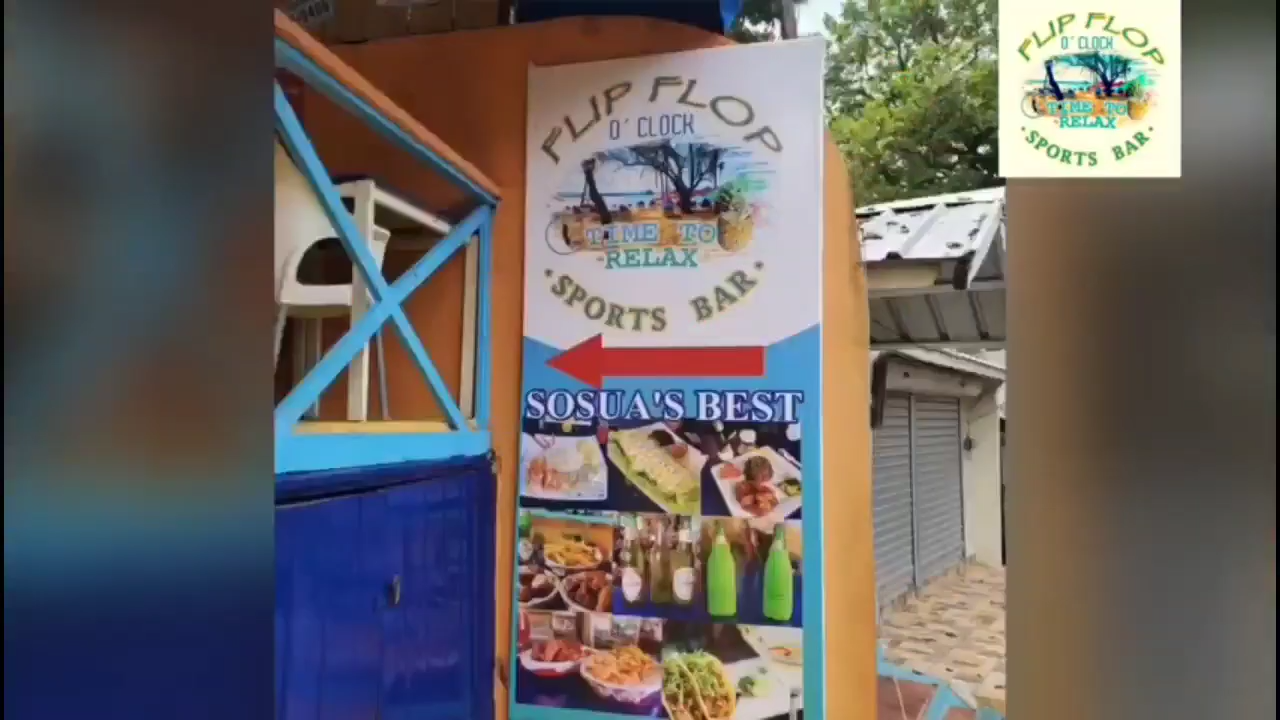 FLIP FLOP
O' CLOCK
TIME TO
RELAX
SPORTS BAR
SOSUA'S BEST
FLIP FLOP
O' CLOCK
TIME TO
RELAX
SPORTS BAR